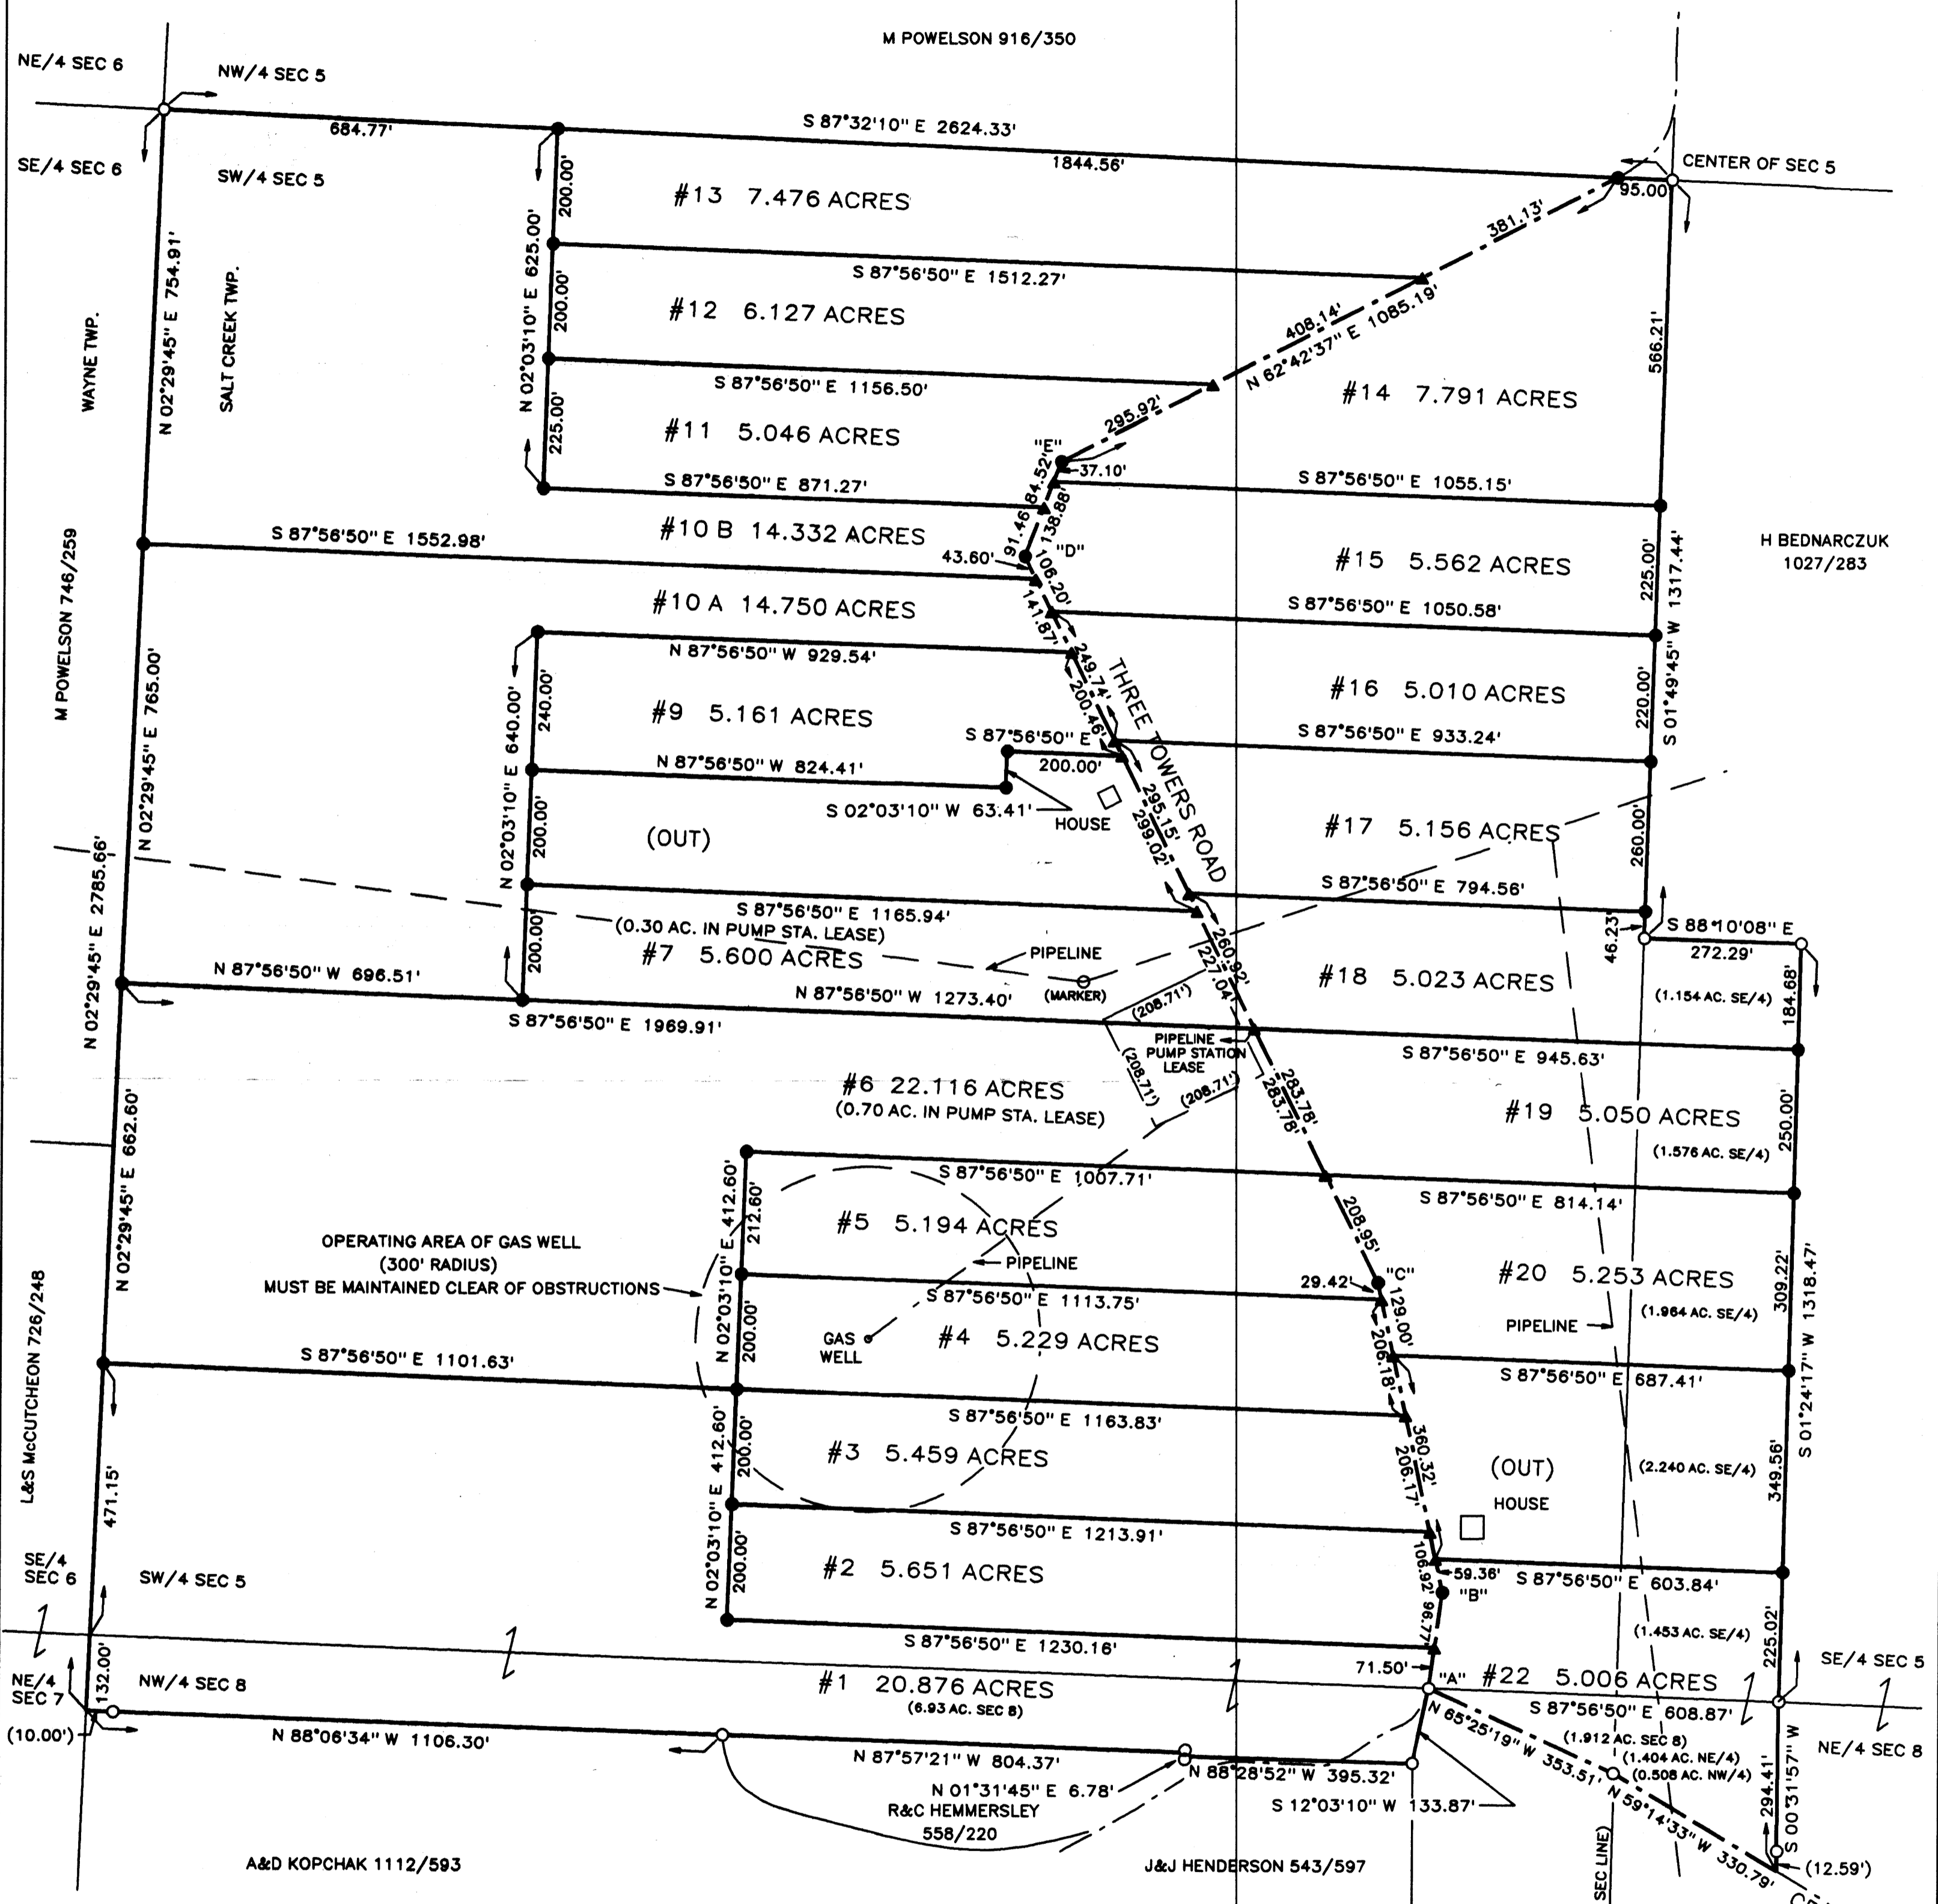 M POWELSON 916/350
NE/4 SEC 6
NW/4 SEC 5
SE/4 SEC 6
SW/4 SEC 5
684.77'
S 87°32'10" E 2624.33'
1844.56'
CENTER OF SEC 5
95.00'
200.00'
#13 7.476 ACRES
381.13'
N 02°29'45" E 754.91'
WAYNE TWP.
SALT CREEK TWP.
N 02°03'10" E 625.00'
S 87°56'50" E 1512.27'
200.00'
#12 6.127 ACRES
408.14'
N 62°42'37" E 1085.19'
566.21'
S 87°56'50" E 1156.50'
#14 7.791 ACRES
225.00'
#11 5.046 ACRES
295.92'
"E"
37.10'
84.52'
S 87°56'50" E 871.27'
S 87°56'50" E 1055.15'
138.88'
91.46'
#10 B 14.332 ACRES
S 87°56'50" E 1552.98'
43.60'
"D"
106.20'
#15 5.562 ACRES
225.00'
S 01°49'45" W 1317.44'
H BEDNARCZUK
1027/283
M POWELSON 746/259
#10 A 14.750 ACRES
141.87'
S 87°56'50" E 1050.58'
N 87°56'50" W 929.54'
249.74'
THREE TOWERS ROAD
N 02°29'45" E 765.00'
N 02°03'10" E 640.00'
240.00'
#9 5.161 ACRES
200.46'
#16 5.010 ACRES
220.00'
S 87°56'50" E
200.00'
S 87°56'50" E 933.24'
N 87°56'50" W 824.41'
S 02°03'10" W 63.41'
HOUSE
295.15'
299.02'
#17 5.156 ACRES
260.00'
200.00'
(OUT)
N 02°29'45" E 2785.66'
S 87°56'50" E 794.56'
S 87°56'50" E 1165.94'
(0.30 AC. IN PUMP STA. LEASE)
46.23'
S 88°10'08" E
272.29'
200.00'
#7 5.600 ACRES
PIPELINE
(MARKER)
260.92'
227.04'
#18 5.023 ACRES
(1.154 AC. SE/4)
184.68'
N 87°56'50" W 696.51'
N 87°56'50" W 1273.40'
(208.71')
S 87°56'50" E 1969.91'
PIPELINE
PUMP STATION
LEASE
S 87°56'50" E 945.63'
(208.71')
(208.71')
#6 22.116 ACRES
(0.70 AC. IN PUMP STA. LEASE)
283.78'
283.78'
#19 5.050 ACRES
(1.576 AC. SE/4)
250.00'
N 02°29'45" E 662.60'
S 87°56'50" E 1007.71'
S 87°56'50" E 814.14'
N 02°03'10" E 412.60'
212.60'
#5 5.194 ACRES
208.95'
OPERATING AREA OF GAS WELL
(300' RADIUS)
MUST BE MAINTAINED CLEAR OF OBSTRUCTIONS
PIPELINE
29.42'
"C"
129.00'
#20 5.253 ACRES
(1.964 AC. SE/4)
309.22'
S 01°24'17" W 1318.47'
S 87°56'50" E 1113.75'
PIPELINE
200.00'
GAS
WELL
#4 5.229 ACRES
206.18'
S 87°56'50" E 1101.63'
S 87°56'50" E 687.41'
L&S McCUTCHEON 726/248
S 87°56'50" E 1163.83'
N 02°03'10" E 412.60'
200.00'
#3 5.459 ACRES
360.32'
206.17'
(OUT)
HOUSE
(2.240 AC. SE/4)
349.56'
471.15'
S 87°56'50" E 1213.91'
200.00'
#2 5.651 ACRES
106.92'
59.36'
S 87°56'50" E 603.84'
"B"
96.77'
SE/4
SEC 6
SW/4 SEC 5
S 87°56'50" E 1230.16'
(1.453 AC. SE/4)
225.02'
SE/4 SEC 5
71.50'
"A"
#22 5.006 ACRES
NE/4
SEC 7
132.00'
NW/4 SEC 8
#1 20.876 ACRES
(6.93 AC. SEC 8)
S 87°56'50" E 608.87'
(10.00')
N 88°06'34" W 1106.30'
N 87°57'21" W 804.37'
N 65°25'19" W 353.51'
(1.912 AC. SEC 8)
(1.404 AC. NE/4)
(0.508 AC. NW/4)
NE/4 SEC 8
N 88°28'52" W 395.32'
N 01°31'45" E 6.78'
S 12°03'10" W 133.87'
294.41'
S 00°31'57" W
R&C HEMMERSLEY
558/220
N 59°14'33" W 330.79'
A&D KOPCHAK 1112/593
J&J HENDERSON 543/597
SEC LINE)
(12.59')